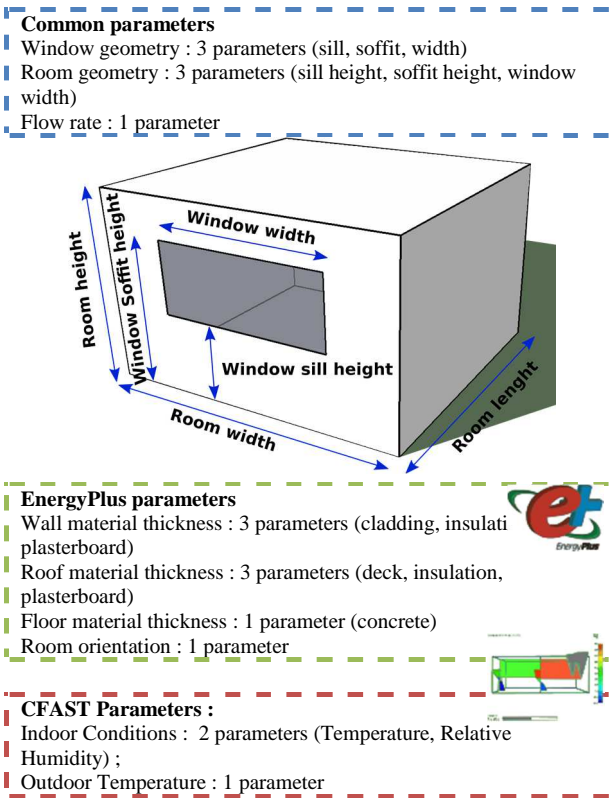 Common parameters
Window geometry : 3 parameters (sill, soffit, width)
Room geometry : 3 parameters (sill height, soffit height, window
width)
Flow rate : 1 parameter
Window width
Room height
Window Soffit height
Window sill height
Room width
Room lenght
EnergyPlus parameters
Wall material thickness : 3 parameters (cladding, insulati
plasterboard)
Roof material thickness : 3 parameters (deck, insulation,
plasterboard)
Floor material thickness : 1 parameter (concrete)
Room orientation : 1 parameter
e+
EnergyPlus
CFAST Parameters :
Indoor Conditions : 2 parameters (Temperature, Relative
Humidity) ;
Outdoor Temperature : 1 parameter